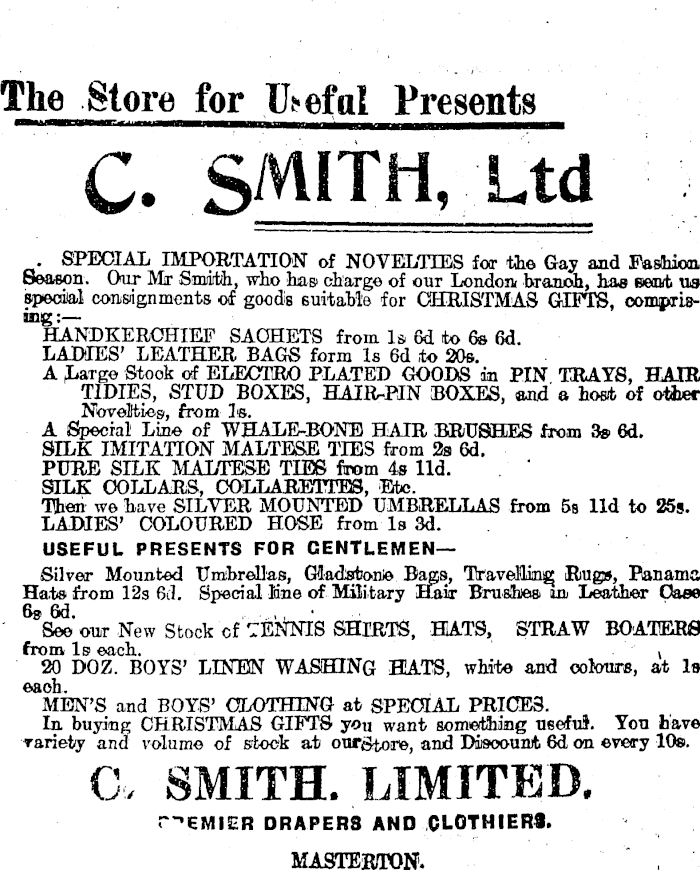 The Store for Useful Presents
C. SMITH, Ltd
. SPECIAL IMPORTATION of NOVELTIES for the Gay and Fashion
Season. Our Mr Smith, who has charge of our London branch, has sent us
special consignments of goods suitable for CHRISTMAS GIFTS, compris-
ing:—
HANDKERCHIEF SACHETS from 1s 6d to 6s 6d.
LADIES' LEATHER BAGS form 1s 6d to 20s.
A Large Stock of ELECTRO PLATED GOODS in PIN TRAYS, HAIR
TIDIES, STUD BOXES, HAIR-PIN BOXES, and a host of other
Novelties, from 1s.
A Special Line of WHALE-BONE HAIR BRUSHES from 3s 6d.
SILK IMITATION MALTESE TIES from 2s 6d.
PURE SILK MALTESE TIES from 4s 11d.
SILK COLLARS, COLLARETTES, Etc.
Then we have SILVER MOUNTED UMBRELLAS from 5s 11d to 25s.
LADIES' COLOURED HOSE from 1s 3d.
USEFUL PRESENTS FOR GENTLEMEN—
Silver Mounted Umbrellas, Gladstone Bags, Travelling Rugs, Panama
Hats from 12s 6d. Special line of Military Hair Brushes in Leather Case
6s 6d.
See our New Stock of TENNIS SHIRTS, HATS, STRAW BOATERS
from 1s each.
20 DOZ. BOYS' LINEN WASHING HATS, white and colours, at 1s
each.
MEN'S and BOYS' CLOTHING at SPECIAL PRICES.
In buying CHRISTMAS GIFTS you want something useful. You have
variety and volume of stock at our Store, and Discount 6d on every 10s.
C. SMITH. LIMITED.
PREMIER DRAPERS AND CLOTHIERS.
MASTERTON.